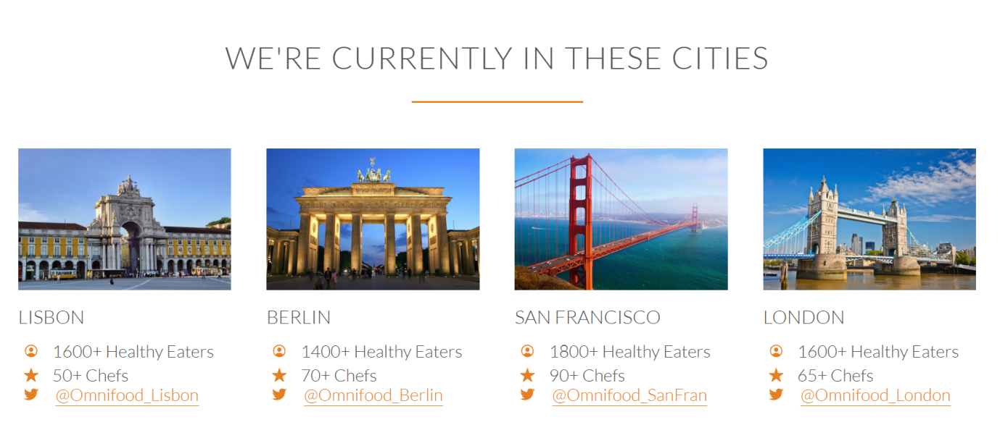 WE'RE CURRENTLY IN THESE CITIES
LISBON
1600+ Healthy Eaters
50+ Chefs
@Omnifood_Lisbon
BERLIN
1400+ Healthy Eaters
70+ Chefs
@Omnifood_Berlin
SAN FRANCISCO
1800+ Healthy Eaters
90+ Chefs
@Omnifood_SanFran
LONDON
1600+ Healthy Eaters
65+ Chefs
@Omnifood_London